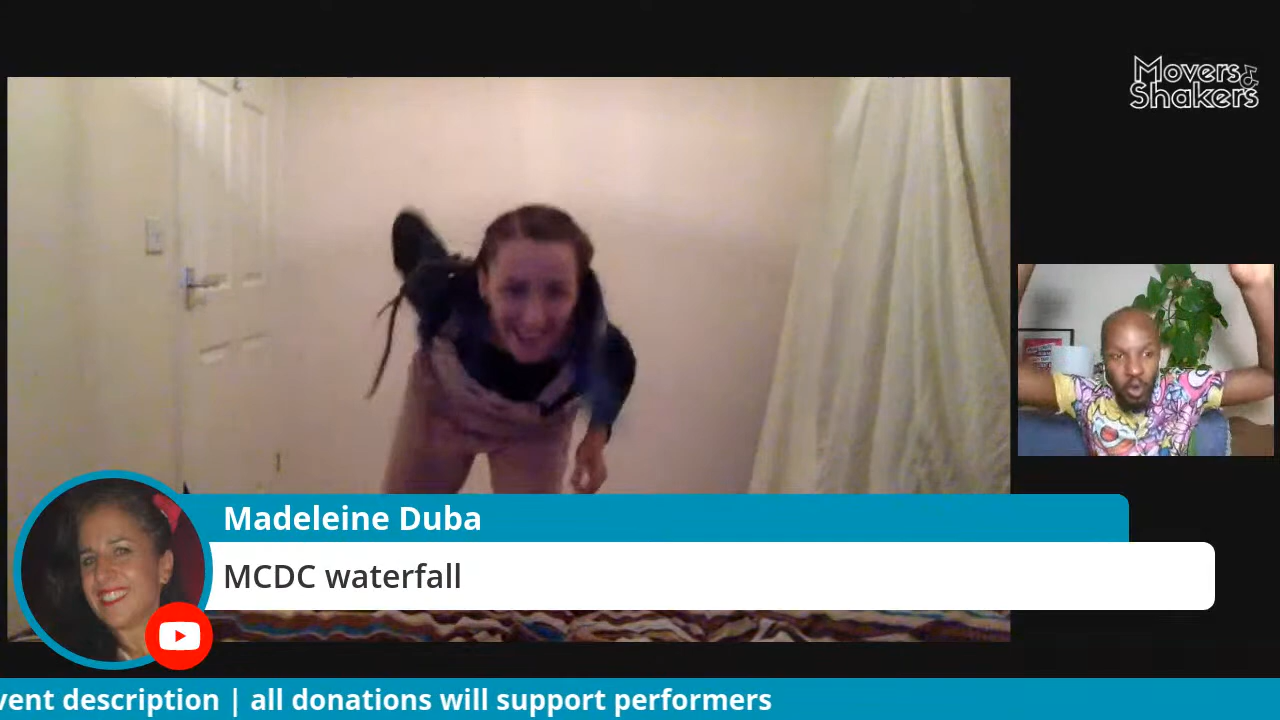 Movers
Shakers
Madeleine Duba
MCDC waterfall
vent description | all donations will support performers